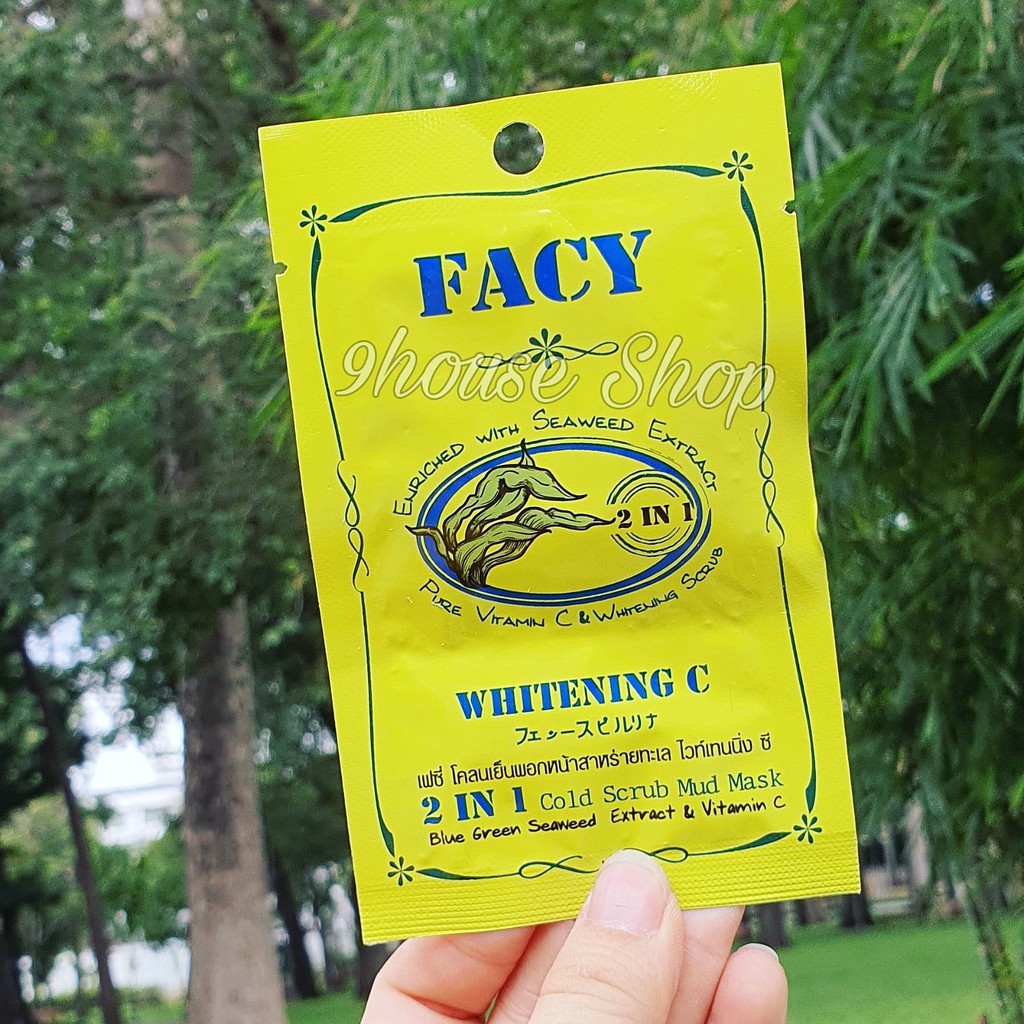 FACY
9house Shop
ENRICHED WITH SEAWEED EXTRACT
2 IN 1
PURE VITAMIN C & WHITENING SCRUB
WHITENING C
フェーースピルリナ
เฟซี่ โคลนเย็นพอกหน้าสาหร่ายทะเล ไวท์เทนนิ่ง ซี
2 IN 1 Cold Scrub Mud Mask
Blue Green Seaweed Extract & Vitamin C